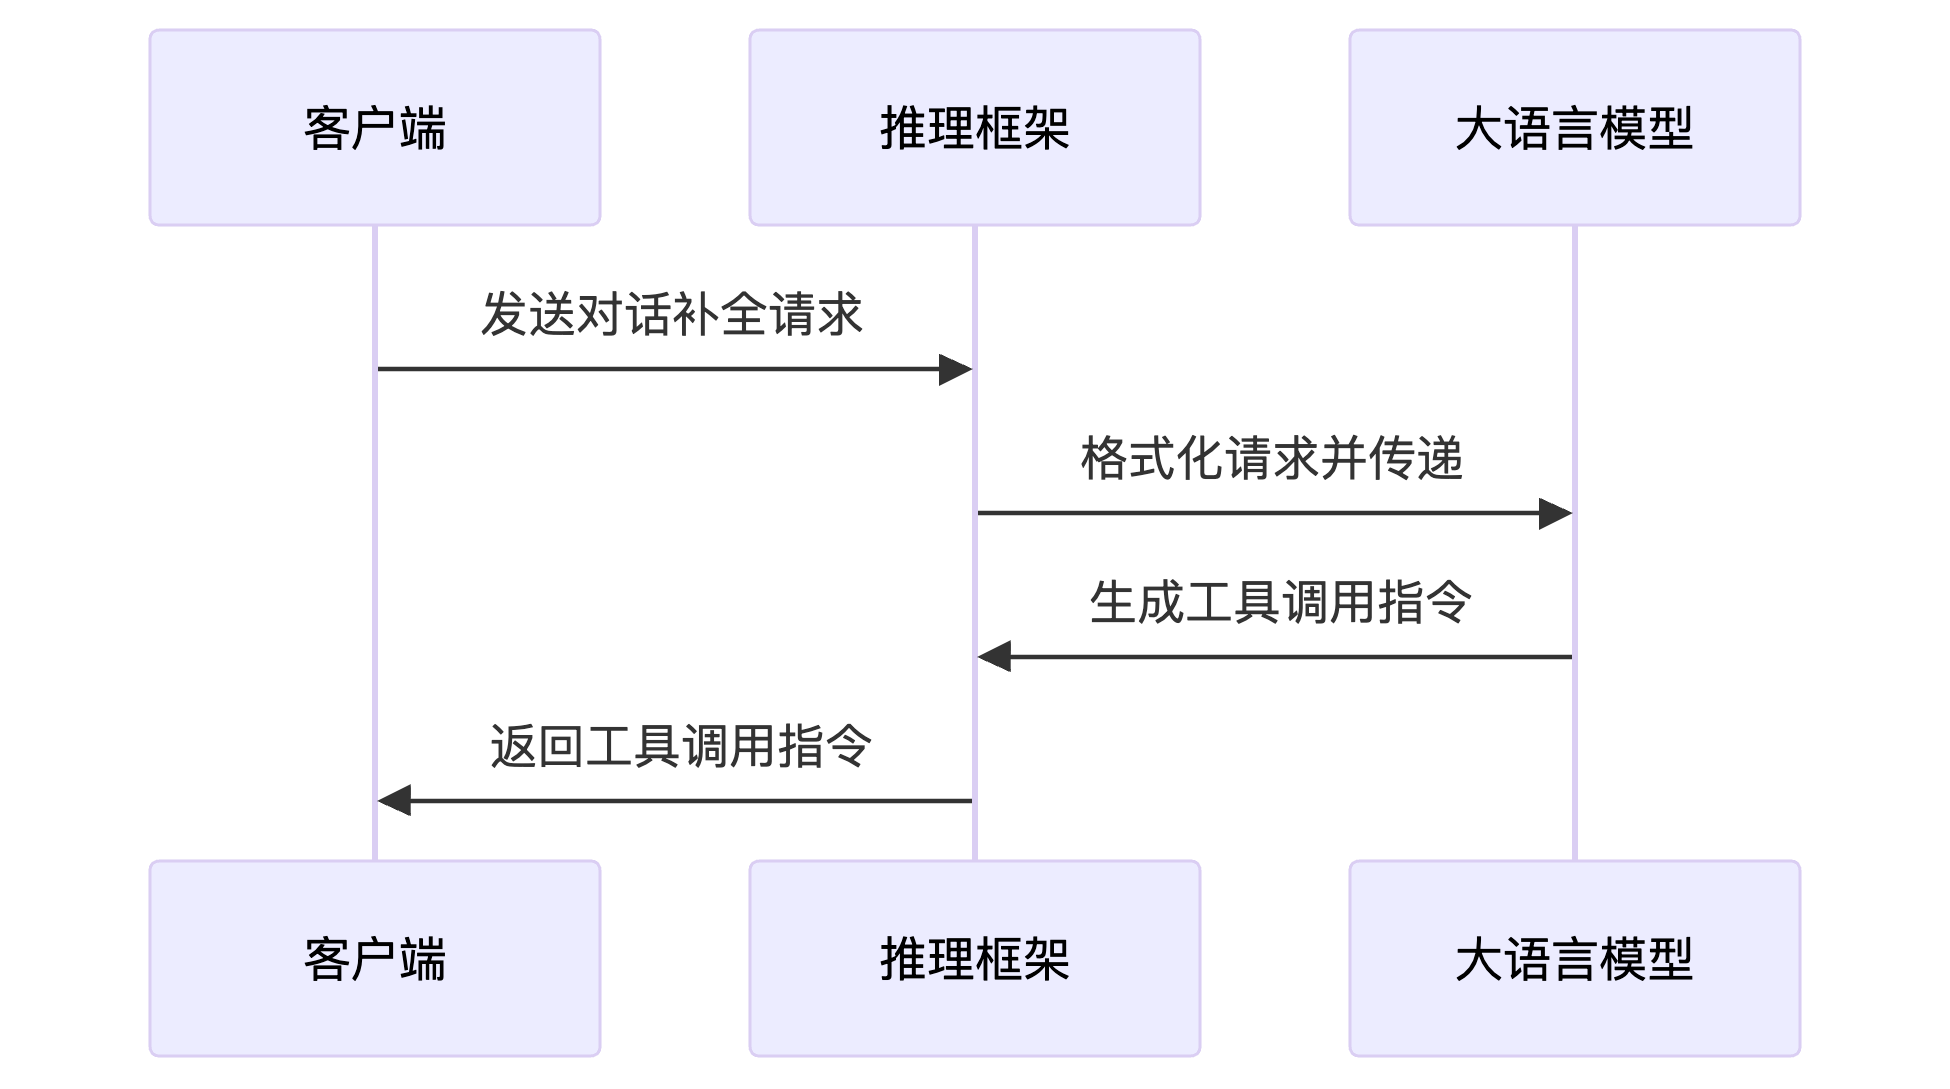 客户端
推理框架
大语言模型
发送对话补全请求
格式化请求并传递
生成工具调用指令
返回工具调用指令
客户端
推理框架
大语言模型